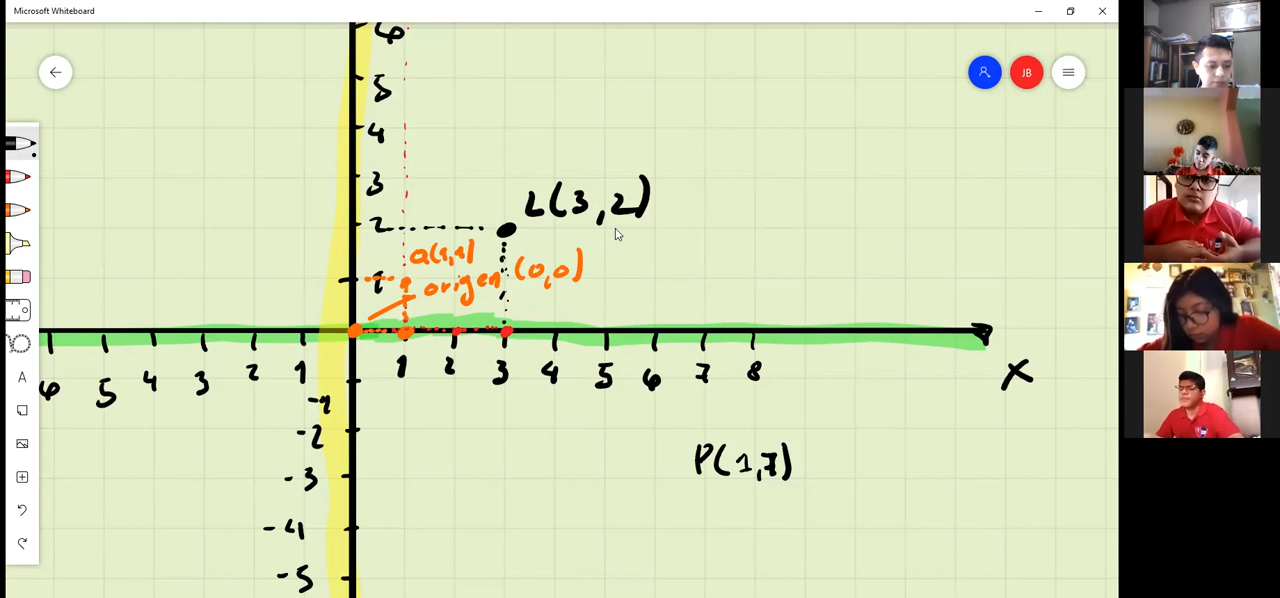 Microsoft Whiteboard
JB
6
5
4
3
L(3,2)
2
a(1,1)
1
origen (0,0)
6 5 4 3 2 1 1 2 3 4 5 6 7 8
X
-1
-2
P(1,7)
-3
-4
-5
A